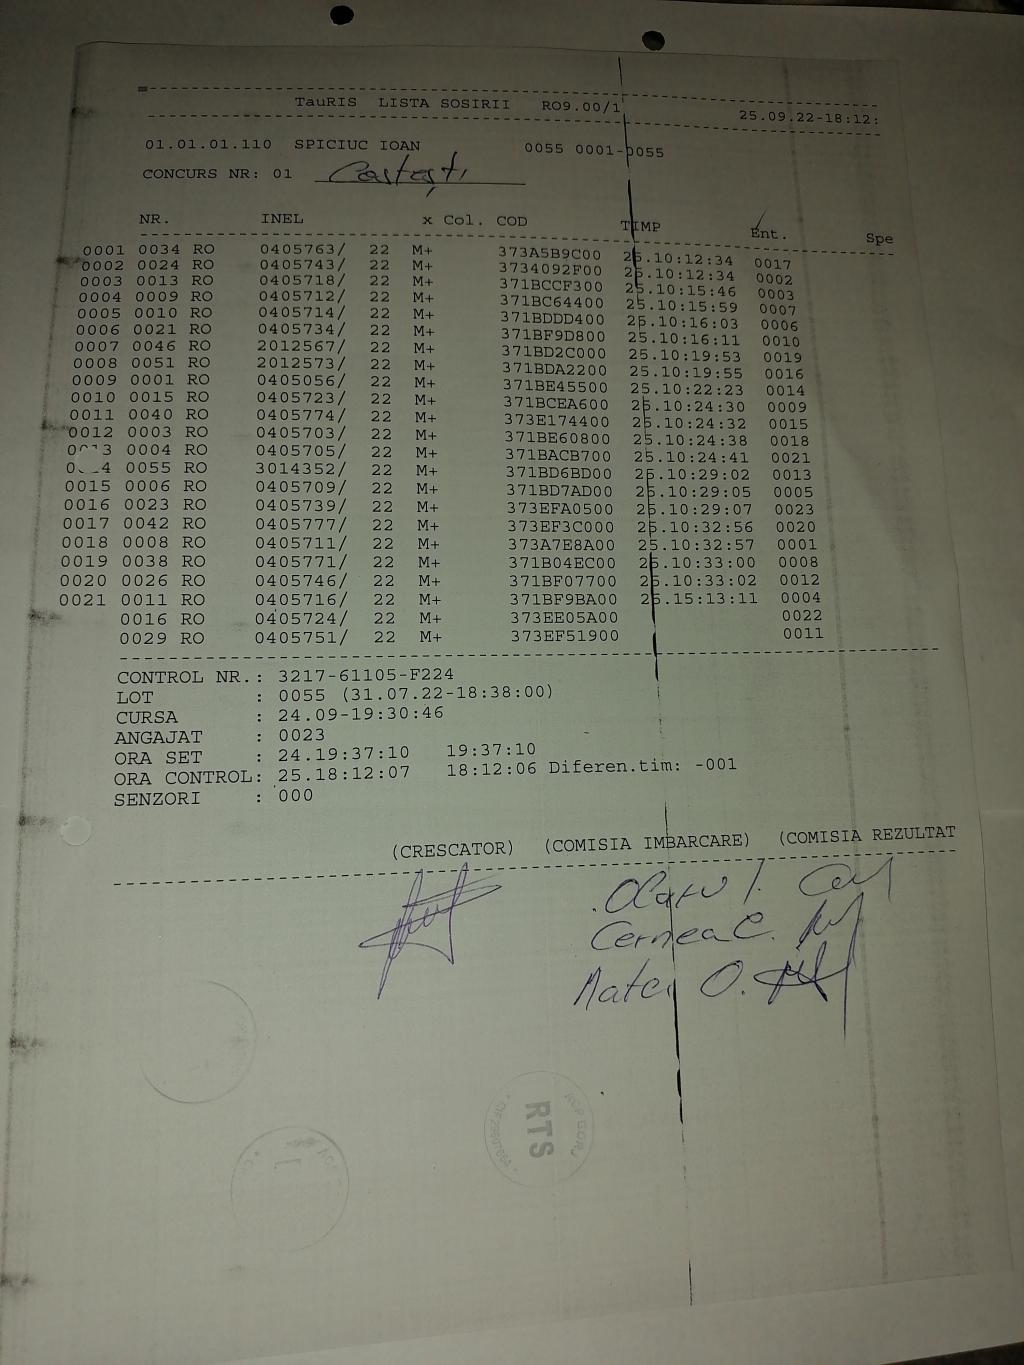 TauRIS LISTA SOSIRII RO9.00/1 25.09.22-18:12:
01.01.01.110 SPICIUC IOAN 0055 0001-0055
CONCURS NR: 01 Costești
NR. INEL x Col. COD TIMP Ent. Spe
0001 0034 RO 0405763/ 22 M+ 373A5B9C00 25.10:12:34 0017
0002 0024 RO 0405743/ 22 M+ 3734092F00 25.10:12:34 0002
0003 0013 RO 0405718/ 22 M+ 371BCCF300 25.10:15:46 0003
0004 0009 RO 0405712/ 22 M+ 371BC64400 25.10:15:59 0007
0005 0010 RO 0405714/ 22 M+ 371BDDD400 25.10:16:03 0006
0006 0021 RO 0405734/ 22 M+ 371BF9D800 25.10:16:11 0010
0007 0046 RO 2012567/ 22 M+ 371BD2C000 25.10:19:53 0019
0008 0051 RO 2012573/ 22 M+ 371BDA2200 25.10:19:55 0016
0009 0001 RO 0405056/ 22 M+ 371BE45500 25.10:22:23 0014
0010 0015 RO 0405723/ 22 M+ 371BCEA600 25.10:24:30 0009
0011 0040 RO 0405774/ 22 M+ 373E174400 25.10:24:32 0015
0012 0003 RO 0405703/ 22 M+ 371BE60800 25.10:24:38 0018
0013 0004 RO 0405705/ 22 M+ 371BACB700 25.10:24:41 0021
0055 RO 3014352/ 22 M+ 371BD6BD00 25.10:29:02 0013
0015 0006 RO 0405709/ 22 M+ 371BD7AD00 25.10:29:05 0005
0016 0023 RO 0405739/ 22 M+ 373EFA0500 25.10:29:07 0023
0017 0042 RO 0405777/ 22 M+ 373EF3C000 25.10:32:56 0020
0018 0008 RO 0405711/ 22 M+ 373A7E8A00 25.10:32:57 0001
0019 0038 RO 0405771/ 22 M+ 371B04EC00 25.10:33:00 0008
0020 0026 RO 0405746/ 22 M+ 371BF07700 25.10:33:02 0012
0021 0011 RO 0405716/ 22 M+ 371BF9BA00 25.15:13:11 0004
0016 RO 0405724/ 22 M+ 373EE05A00 0022
0029 RO 0405751/ 22 M+ 373EF51900 0011
CONTROL NR.: 3217-61105-F224
LOT : 0055 (31.07.22-18:38:00)
CURSA : 24.09-19:30:46
ANGAJAT : 0023
ORA SET : 24.19:37:10 19:37:10
ORA CONTROL: 25.18:12:07 18:12:06 Diferen.tim: -001
SENZORI : 000
(CRESCATOR) (COMISIA IMBARCARE) (COMISIA REZULTAT
Olaru I.
Cernea C.
Matei O.
RTS